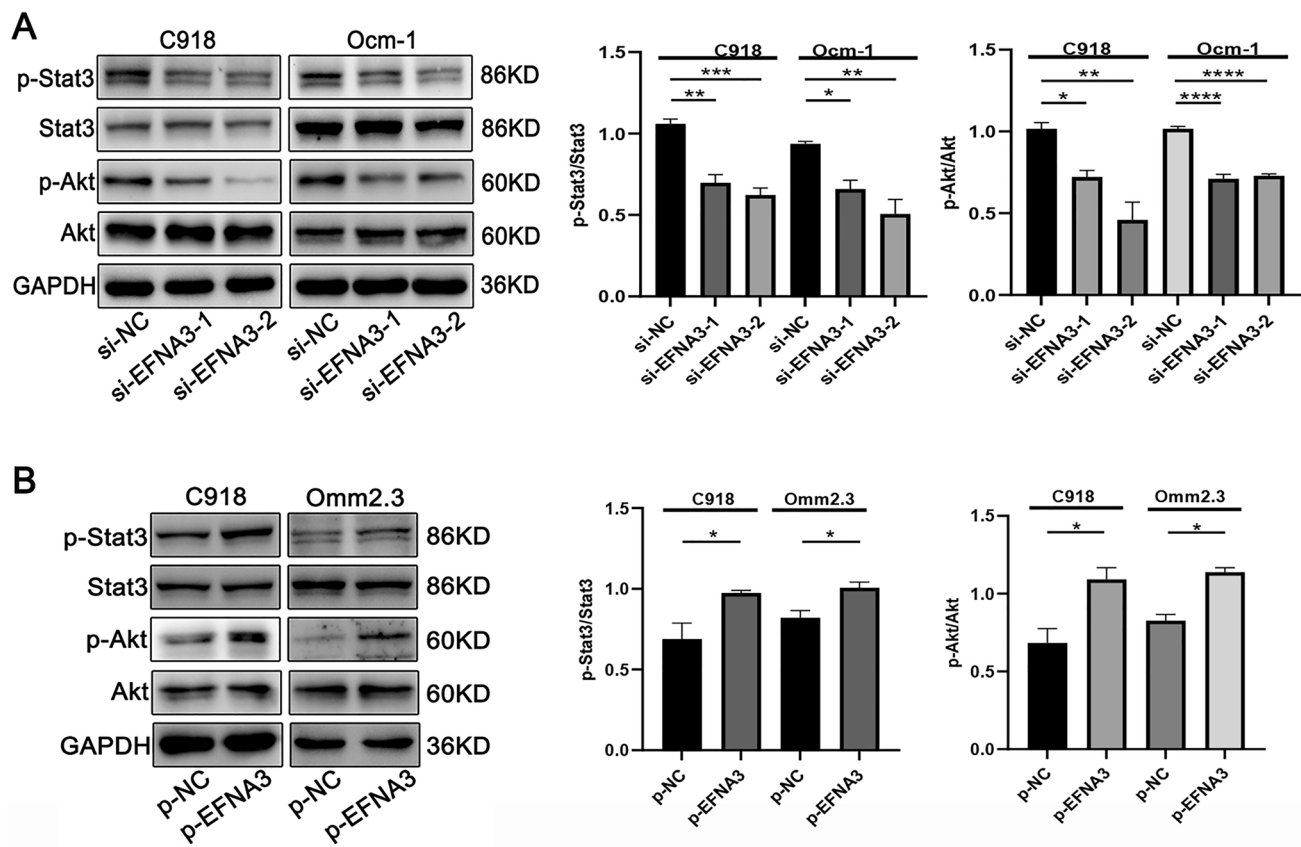 A
C918 Ocm-1
p-Stat3 86KD
Stat3 86KD
p-Akt 60KD
Akt 60KD
GAPDH 36KD
si-NC si-EFNA3-1 si-EFNA3-2 si-NC si-EFNA3-1 si-EFNA3-2
C918 Ocm-1
*** **
** *
p-Stat3/Stat3
1.5
1.0
0.5
0.0
si-NC si-EFNA3-1 si-EFNA3-2 si-NC si-EFNA3-1 si-EFNA3-2
C918 Ocm-1
** ****
* ****
p-Akt/Akt
1.5
1.0
0.5
0.0
si-NC si-EFNA3-1 si-EFNA3-2 si-NC si-EFNA3-1 si-EFNA3-2
B
C918 Omm2.3
p-Stat3 86KD
Stat3 86KD
p-Akt 60KD
Akt 60KD
GAPDH 36KD
p-NC p-EFNA3 p-NC p-EFNA3
C918 Omm2.3
* *
p-Stat3/Stat3
1.5
1.0
0.5
0.0
p-NC p-EFNA3 p-NC p-EFNA3
C918 Omm2.3
* *
p-Akt/Akt
1.5
1.0
0.5
0.0
p-NC p-EFNA3 p-NC p-EFNA3